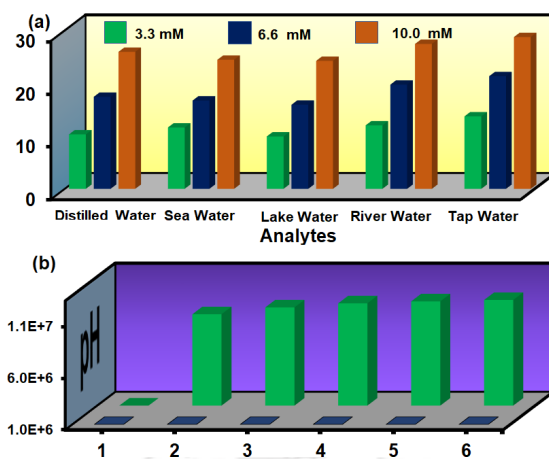 (a)
3.3 mM 6.6 mM 10.0 mM
30
20
10
0
Distilled Water Sea Water Lake Water River Water Tap Water
Analytes
(b)
pH
1.1E+7
6.0E+6
1.0E+6
1 2 3 4 5 6